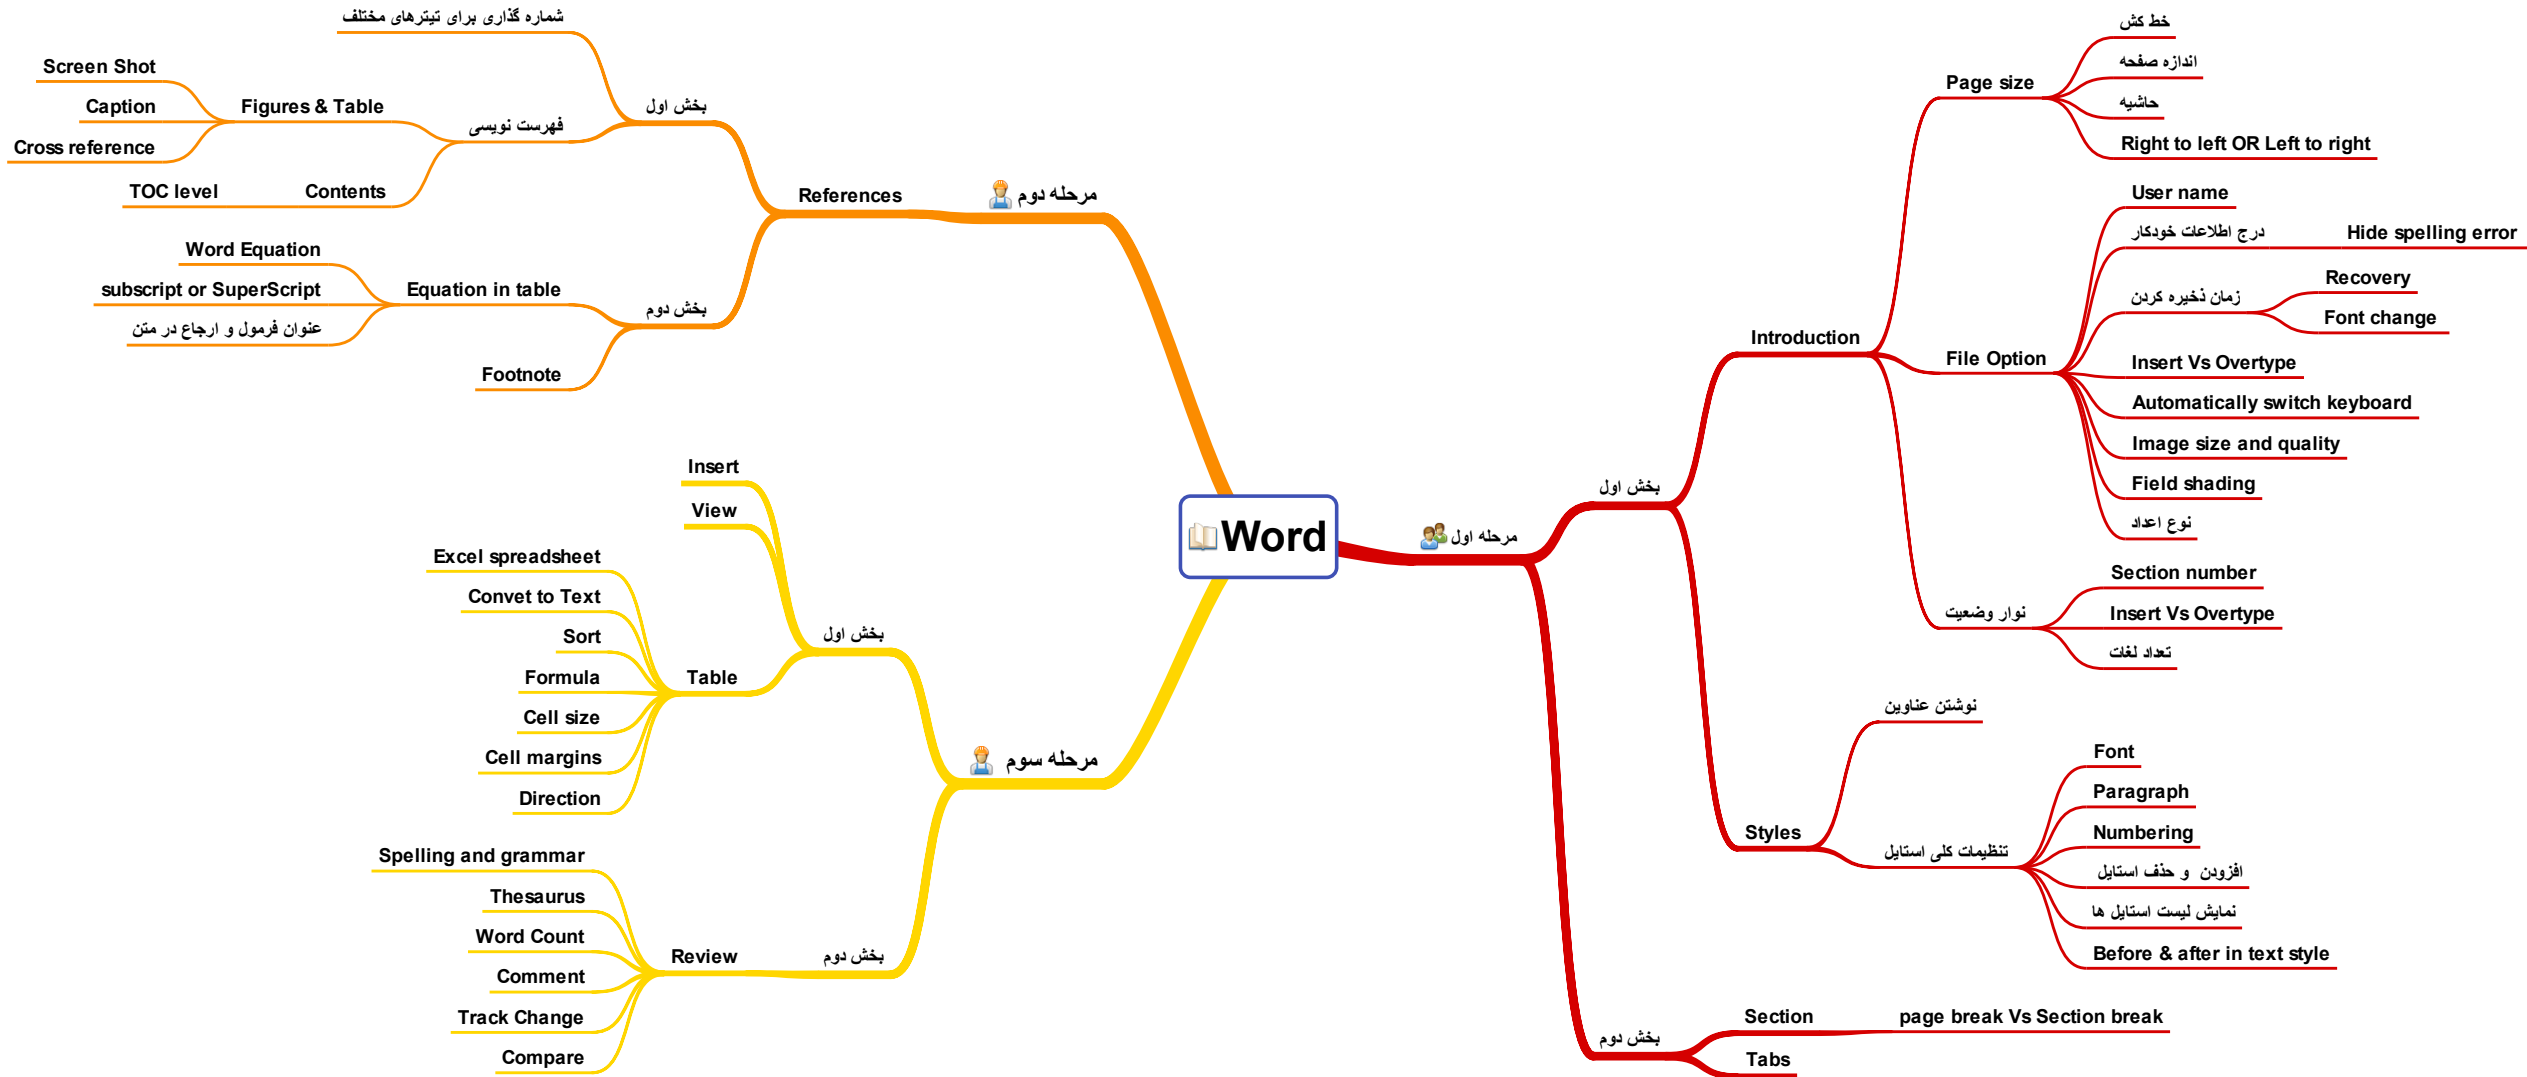 Word
مرحله اول
بخش اول
Introduction
Page size
خط کش
اندازه صفحه
حاشیه
Right to left OR Left to right
File Option
User name
درج اطلاعات خودکار
Hide spelling error
زمان ذخیره کردن
Recovery
Font change
Insert Vs Overtype
Automatically switch keyboard
Image size and quality
Field shading
نوع اعداد
نوار وضعیت
Section number
Insert Vs Overtype
تعداد لغات
Styles
نوشتن عناوین
تنظیمات کلی استایل
Font
Paragraph
Numbering
افزودن و حذف استایل
نمایش لیست استایل ها
Before & after in text style
بخش دوم
Section
page break Vs Section break
Tabs
مرحله دوم
References
بخش اول
شماره گذاری برای تیترهای مختلف
فهرست نویسی
Figures & Table
Screen Shot
Caption
Cross reference
Contents
TOC level
بخش دوم
Equation in table
Word Equation
subscript or SuperScript
عنوان فرمول و ارجاع در متن
Footnote
مرحله سوم
بخش اول
Insert
View
Table
Excel spreadsheet
Convet to Text
Sort
Formula
Cell size
Cell margins
Direction
بخش دوم
Review
Spelling and grammar
Thesaurus
Word Count
Comment
Track Change
Compare